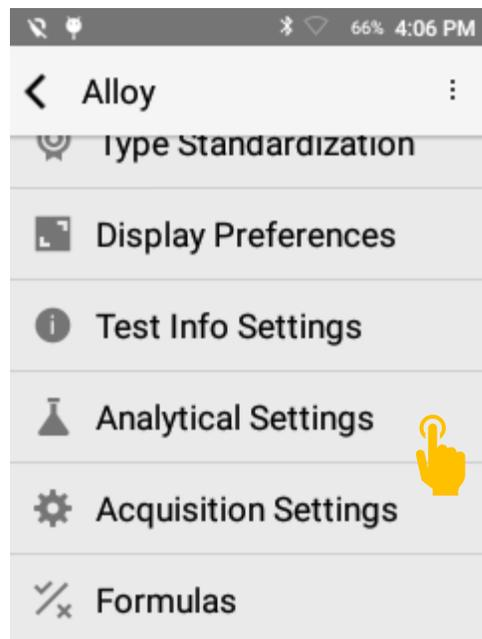 66% 4:06 PM
Alloy
Type Standardization
Display Preferences
Test Info Settings
Analytical Settings
Acquisition Settings
Formulas